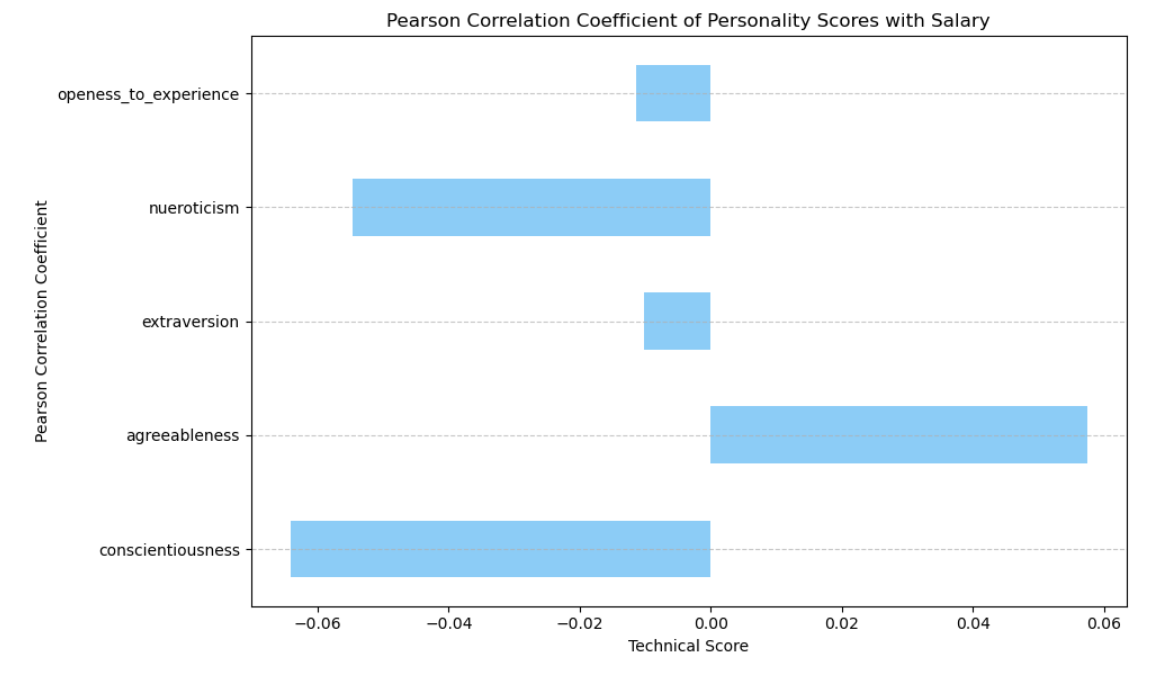 Pearson Correlation Coefficient of Personality Scores with Salary
openess_to_experience
nueroticism
extraversion
agreeableness
conscientiousness
Pearson Correlation Coefficient
−0.06 −0.04 −0.02 0.00 0.02 0.04 0.06
Technical Score